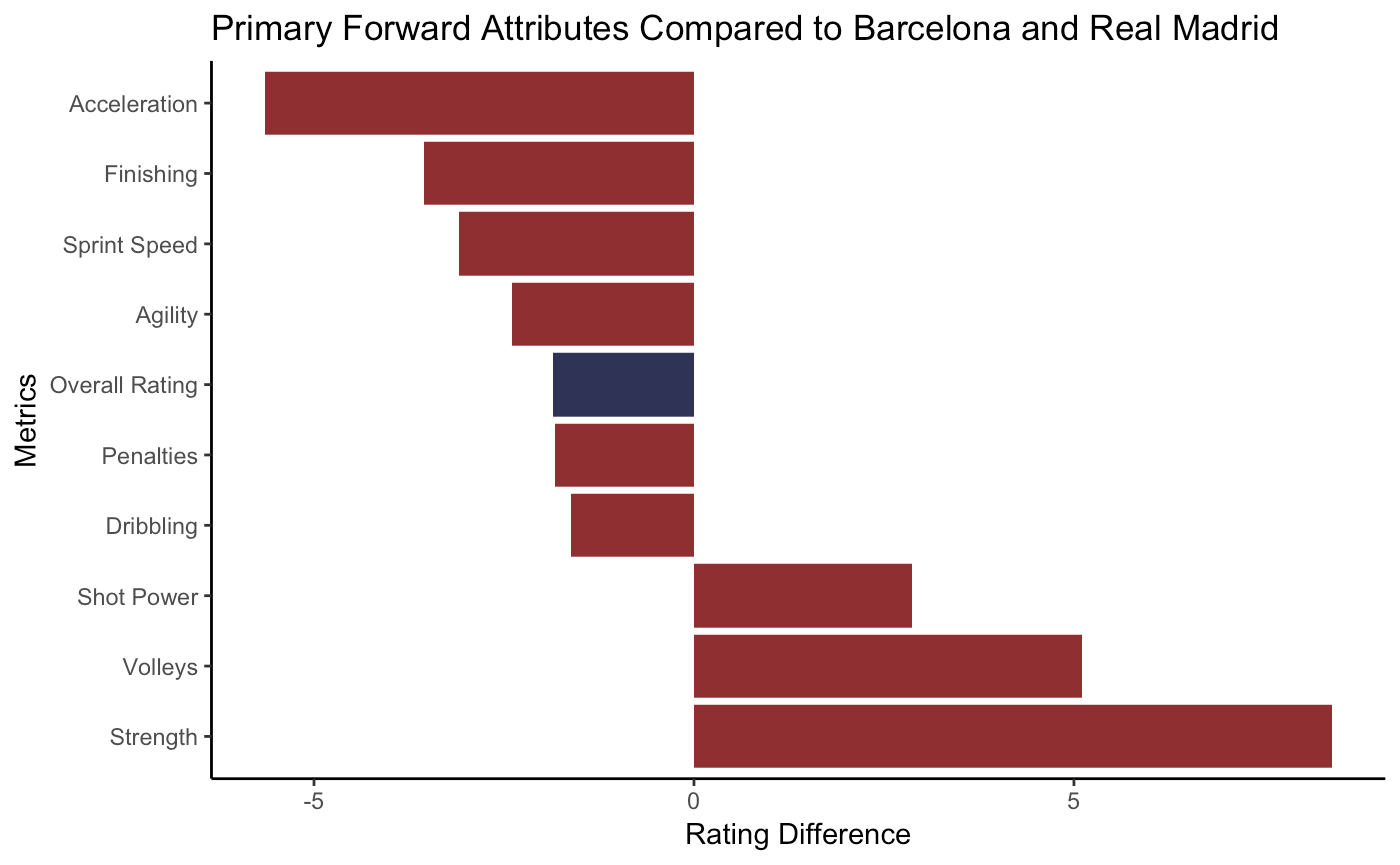 Primary Forward Attributes Compared to Barcelona and Real Madrid
Metrics
Acceleration
Finishing
Sprint Speed
Agility
Overall Rating
Penalties
Dribbling
Shot Power
Volleys
Strength
-5 0 5
Rating Difference